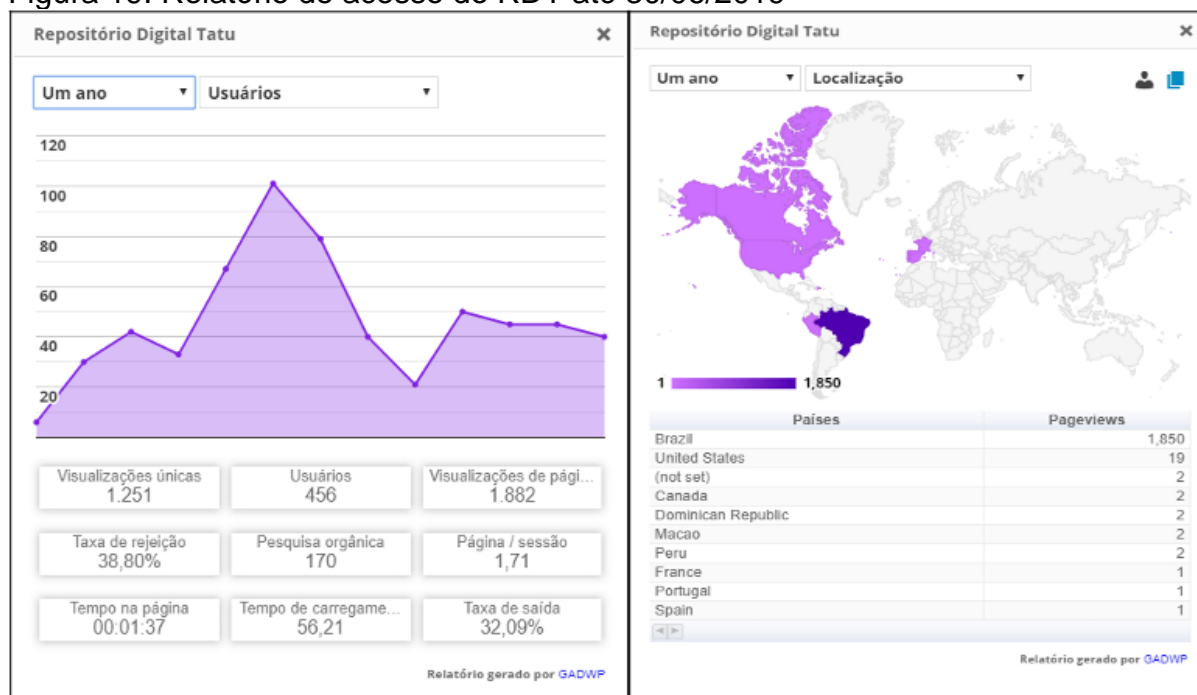 Repositório Digital Tatu ×
Um ano ▼ Usuários ▼
120
100
80
60
40
20
Visualizações únicas
1.251
Usuários
456
Visualizações de pági...
1.882
Taxa de rejeição
38,80%
Pesquisa orgânica
170
Página / sessão
1,71
Tempo na página
00:01:37
Tempo de carregame...
56,21
Taxa de saída
32,09%
Relatório gerado por GADWP
Repositório Digital Tatu ×
Um ano ▼ Localização ▼
1 1,850
Países Pageviews
Brazil 1,850
United States 19
(not set) 2
Canada 2
Dominican Republic 2
Macao 2
Peru 2
France 1
Portugal 1
Spain 1
Relatório gerado por GADWP